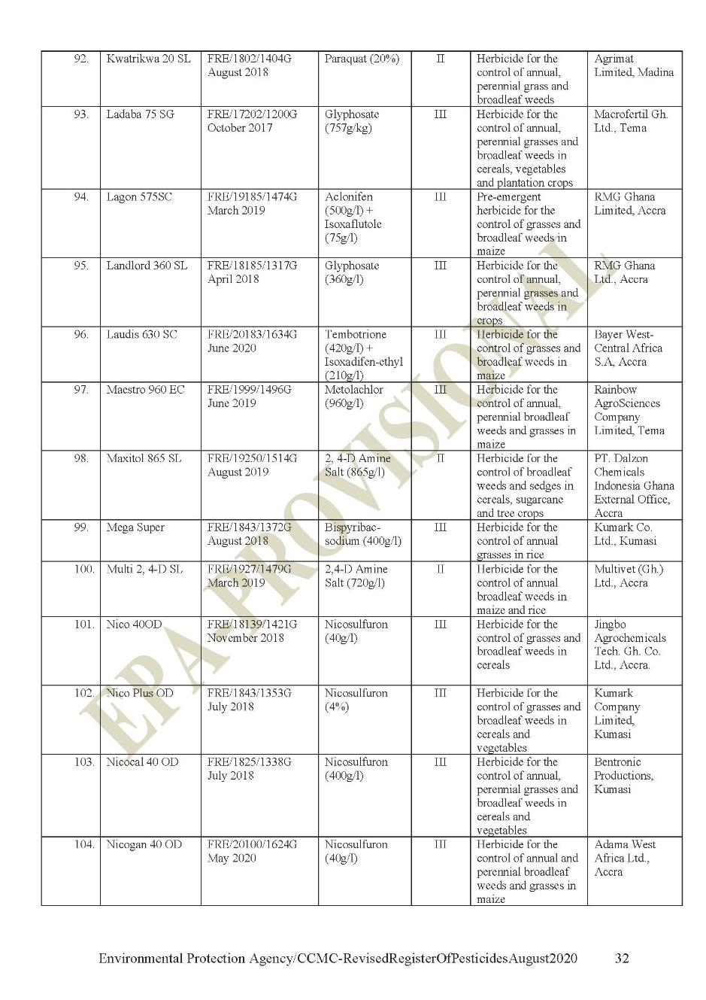 92. Kwatrikwa 20 SL FRE/1802/1404G Paraquat (20%) II Herbicide for the Agrimat
August 2018 control of annual, Limited, Madina
perennial grass and
broadleaf weeds
93. Ladaba 75 SG FRE/17202/1200G Glyphosate III Herbicide for the Macrofertil Gh.
October 2017 (757g/kg) control of annual, Ltd., Tema
perennial grasses and
broadleaf weeds in
cereals, vegetables
and plantation crops
94. Lagon 575SC FRE/19185/1474G Aclonifen III Pre-emergent RMG Ghana
March 2019 (500g/l) + herbicide for the Limited, Accra
Isoxaflutole control of grasses and
(75g/l) broadleaf weeds in
maize
95. Landlord 360 SL FRE/18185/1317G Glyphosate III Herbicide for the RMG Ghana
April 2018 (360g/l) control of annual, Ltd., Accra
perennial grasses and
broadleaf weeds in
crops
96. Laudis 630 SC FRE/20183/1634G Tembotrione III Herbicide for the Bayer West-
June 2020 (420g/l) + control of grasses and Central Africa
Isoxadifen-ethyl broadleaf weeds in S.A, Accra
(210g/l) maize
97. Maestro 960 EC FRE/1999/1496G Metolachlor III Herbicide for the Rainbow
June 2019 (960g/l) control of annual, AgroSciences
perennial broadleaf Company
weeds and grasses in Limited, Tema
maize
98. Maxitol 865 SL FRE/19250/1514G 2, 4-D Amine II Herbicide for the PT. Dalzon
August 2019 Salt (865g/l) control of broadleaf Chemicals
weeds and sedges in Indonesia Ghana
cereals, sugarcane External Office,
and tree crops Accra
99. Mega Super FRE/1843/1372G Bispyribac- III Herbicide for the Kumark Co.
August 2018 sodium (400g/l) control of annual Ltd., Kumasi
grasses in rice
100. Multi 2, 4-D SL FRE/1927/1479G 2,4-D Amine II Herbicide for the Multivet (Gh.)
March 2019 Salt (720g/l) control of annual Ltd., Accra
broadleaf weeds in
maize and rice
101. Nico 40OD FRE/18139/1421G Nicosulfuron III Herbicide for the Jingbo
November 2018 (40g/l) control of grasses and Agrochemicals
broadleaf weeds in Tech. Gh. Co.
cereals Ltd., Accra.
102. Nico Plus OD FRE/1843/1353G Nicosulfuron III Herbicide for the Kumark
July 2018 (4%) control of grasses and Company
broadleaf weeds in Limited,
cereals and Kumasi
vegetables
103. Nicocal 40 OD FRE/1825/1338G Nicosulfuron III Herbicide for the Bentronic
July 2018 (400g/l) control of annual, Productions,
perennial grasses and Kumasi
broadleaf weeds in
cereals and
vegetables
104. Nicogan 40 OD FRE/20100/1624G Nicosulfuron III Herbicide for the Adama West
May 2020 (40g/l) control of annual and Africa Ltd.,
perennial broadleaf Accra
weeds and grasses in
maize
EPA-PROVISIONAL
Environmental Protection Agency/CCMC-RevisedRegisterOfPesticidesAugust2020 32